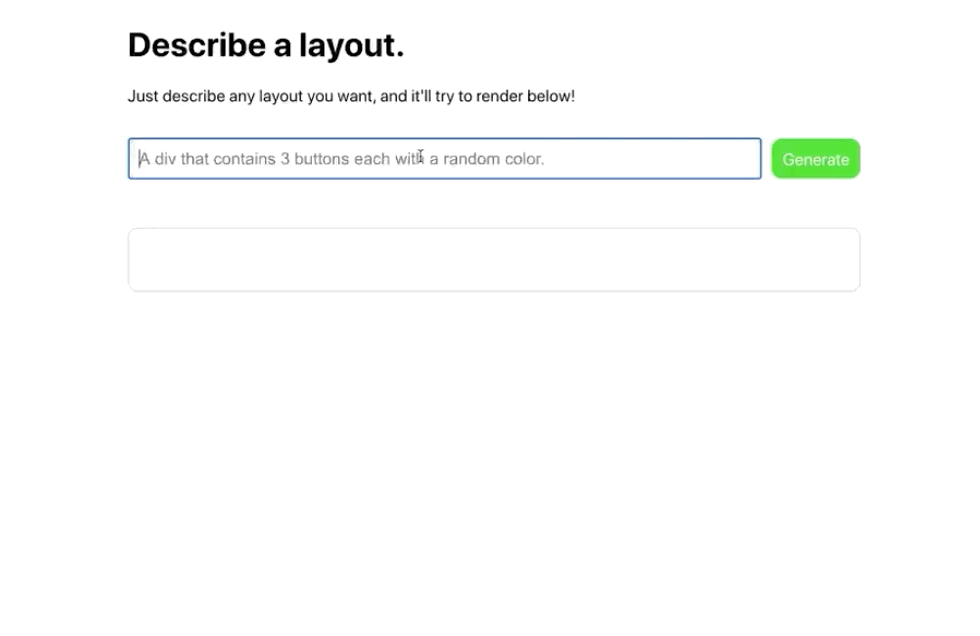 Describe a layout.
Just describe any layout you want, and it'll try to render below!
A div that contains 3 buttons each with a random color.
Generate